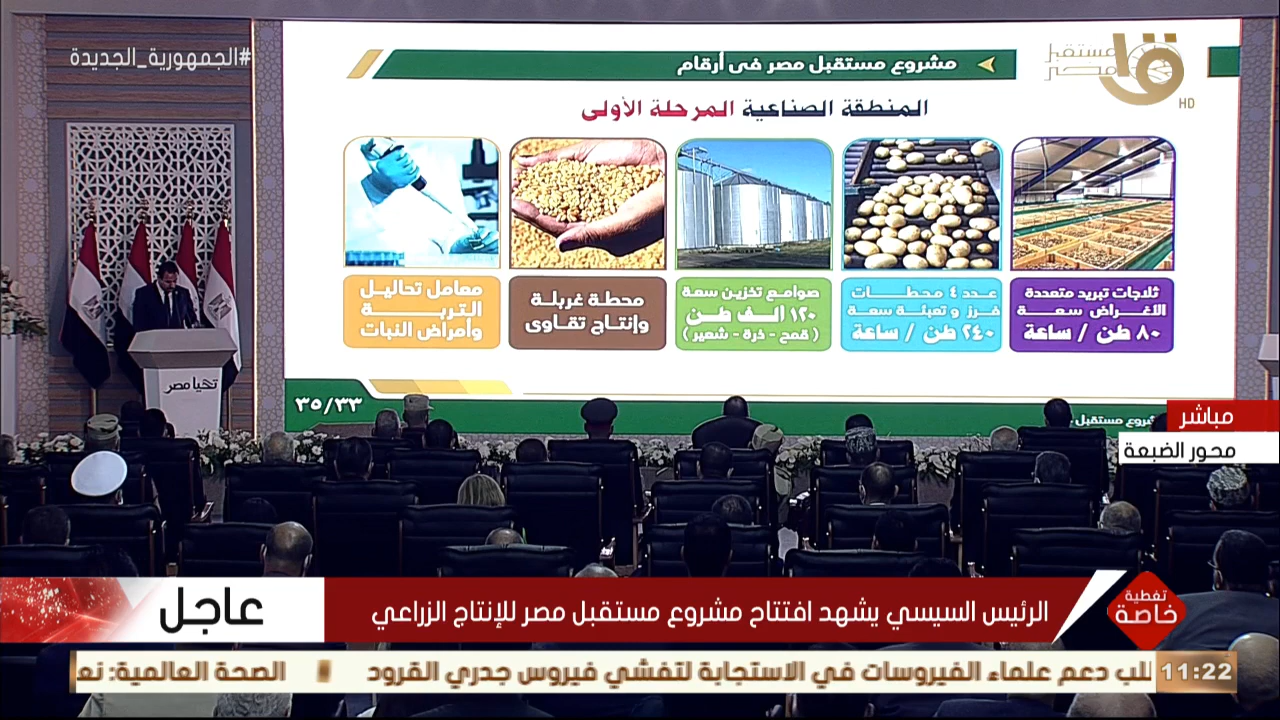 #الجمهورية_الجديدة
مستقبل
مصر
HD
مشروع مستقبل مصر فى أرقام
المنطقة الصناعية المرحلة الأولى
ثلاجات تبريد متعددة
الأغراض سعة
٨٠ طن / ساعة
عدد ٤ محطات
فرز و تعبئة سعة
٢٤٠ طن / ساعة
صوامع تخزين سعة
١٢٠ ألف طن
( قمح - ذرة - شعير )
محطة غربلة
وإنتاج تقاوى
معامل تحاليل
التربة
وأمراض النبات
٣٥/٣٣
مشروع مستقبل
تحيا مصر
مباشر
محور الضبعة
تغطية
خاصة
الرئيس السيسي يشهد افتتاح مشروع مستقبل مصر للإنتاج الزراعي
عاجل
11:22
دعم علماء الفيروسات في الاستجابة لتفشي فيروس جدري القرود
الصحة العالمية: